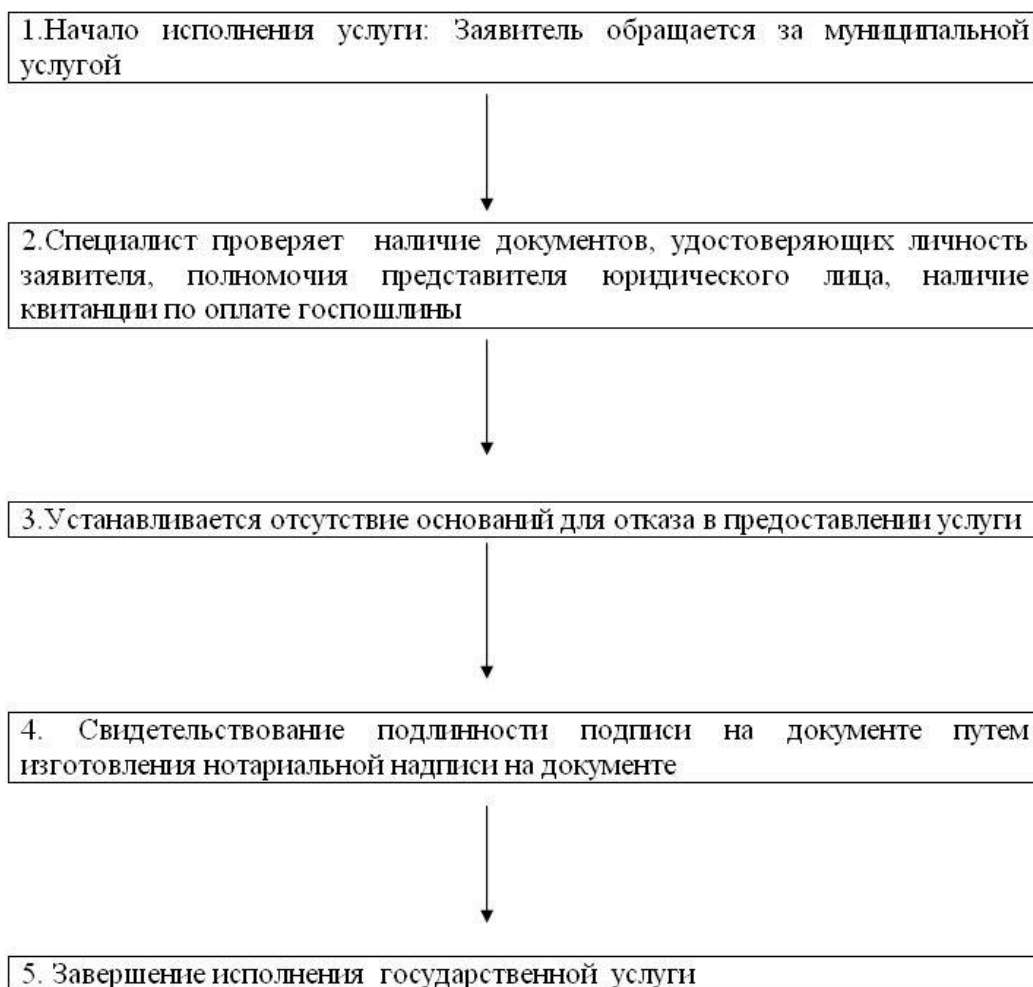 1.Начало исполнения услуги: Заявитель обращается за муниципальной
услугой
2.Специалист проверяет наличие документов, удостоверяющих личность
заявителя, полномочия представителя юридического лица, наличие
квитанции по оплате госпошлины
3.Устанавливается отсутствие оснований для отказа в предоставлении услуги
4. Свидетельствование подлинности подписи на документе путем
изготовления нотариальной надписи на документе
5. Завершение исполнения государственной услуги